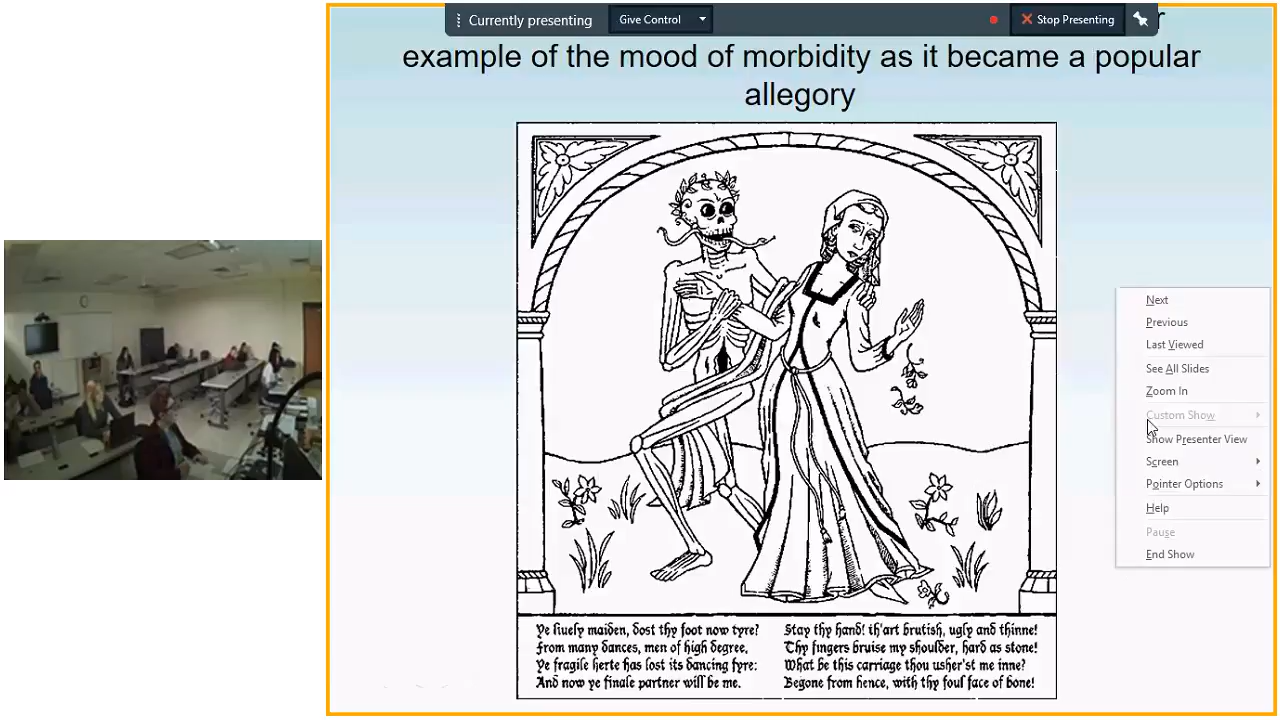 Currently presenting
Give Control
Stop Presenting
r
example of the mood of morbidity as it became a popular
allegory
Next
Previous
Last Viewed
See All Slides
Zoom In
Custom Show
Show Presenter View
Screen
Pointer Options
Help
Pause
End Show
Ye liuely maiden, dost thy foot now tyre?
From many dances, men of high degree,
Ye fragile herte has lost its dancing fyre:
And now ye finale partner will be me.
Stay thy hand! th'art brutish, ugly and thinne!
Thy fingers bruise my shoulder, hard as stone!
What be this carriage thou usher'st me inne?
Begone from hence, with thy foul face of bone!